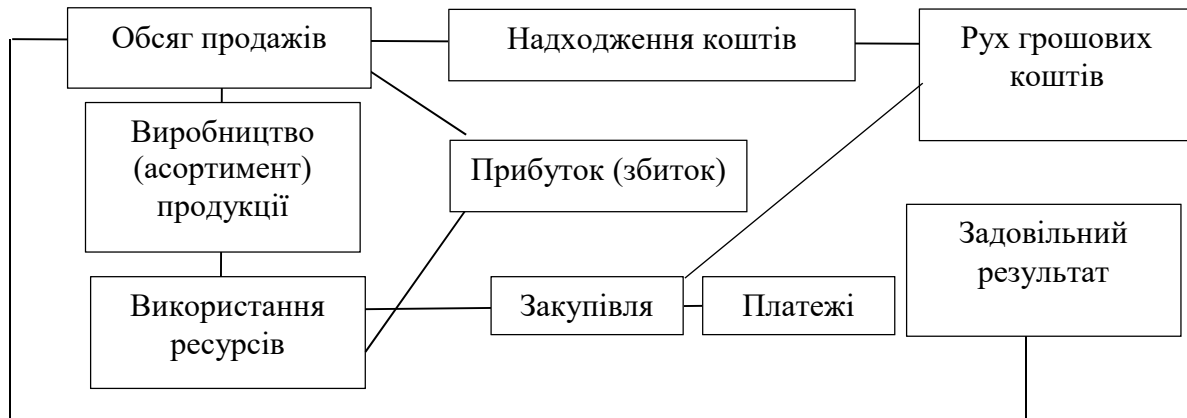 Обсяг продажів
Надходження коштів
Рух грошових
коштів
Виробництво
(асортимент)
продукції
Прибуток (збиток)
Задовільний
результат
Використання
ресурсів
Закупівля
Платежі